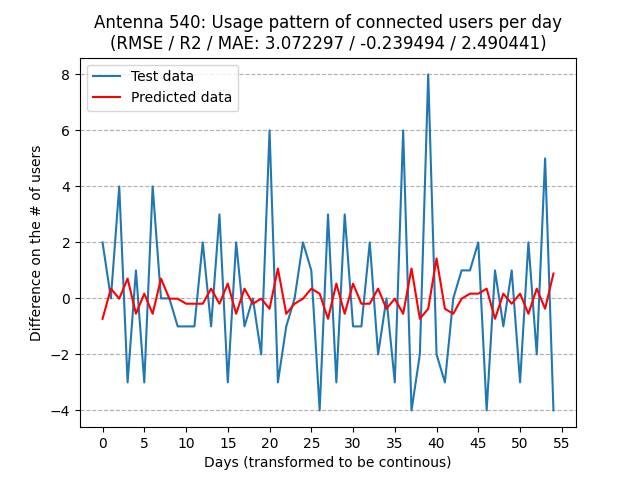 Antenna 540: Usage pattern of connected users per day
(RMSE / R2 / MAE: 3.072297 / -0.239494 / 2.490441)
Test data
Predicted data
Difference on the # of users
8
6
4
2
0
−2
−4
0 5 10 15 20 25 30 35 40 45 50 55
Days (transformed to be continous)